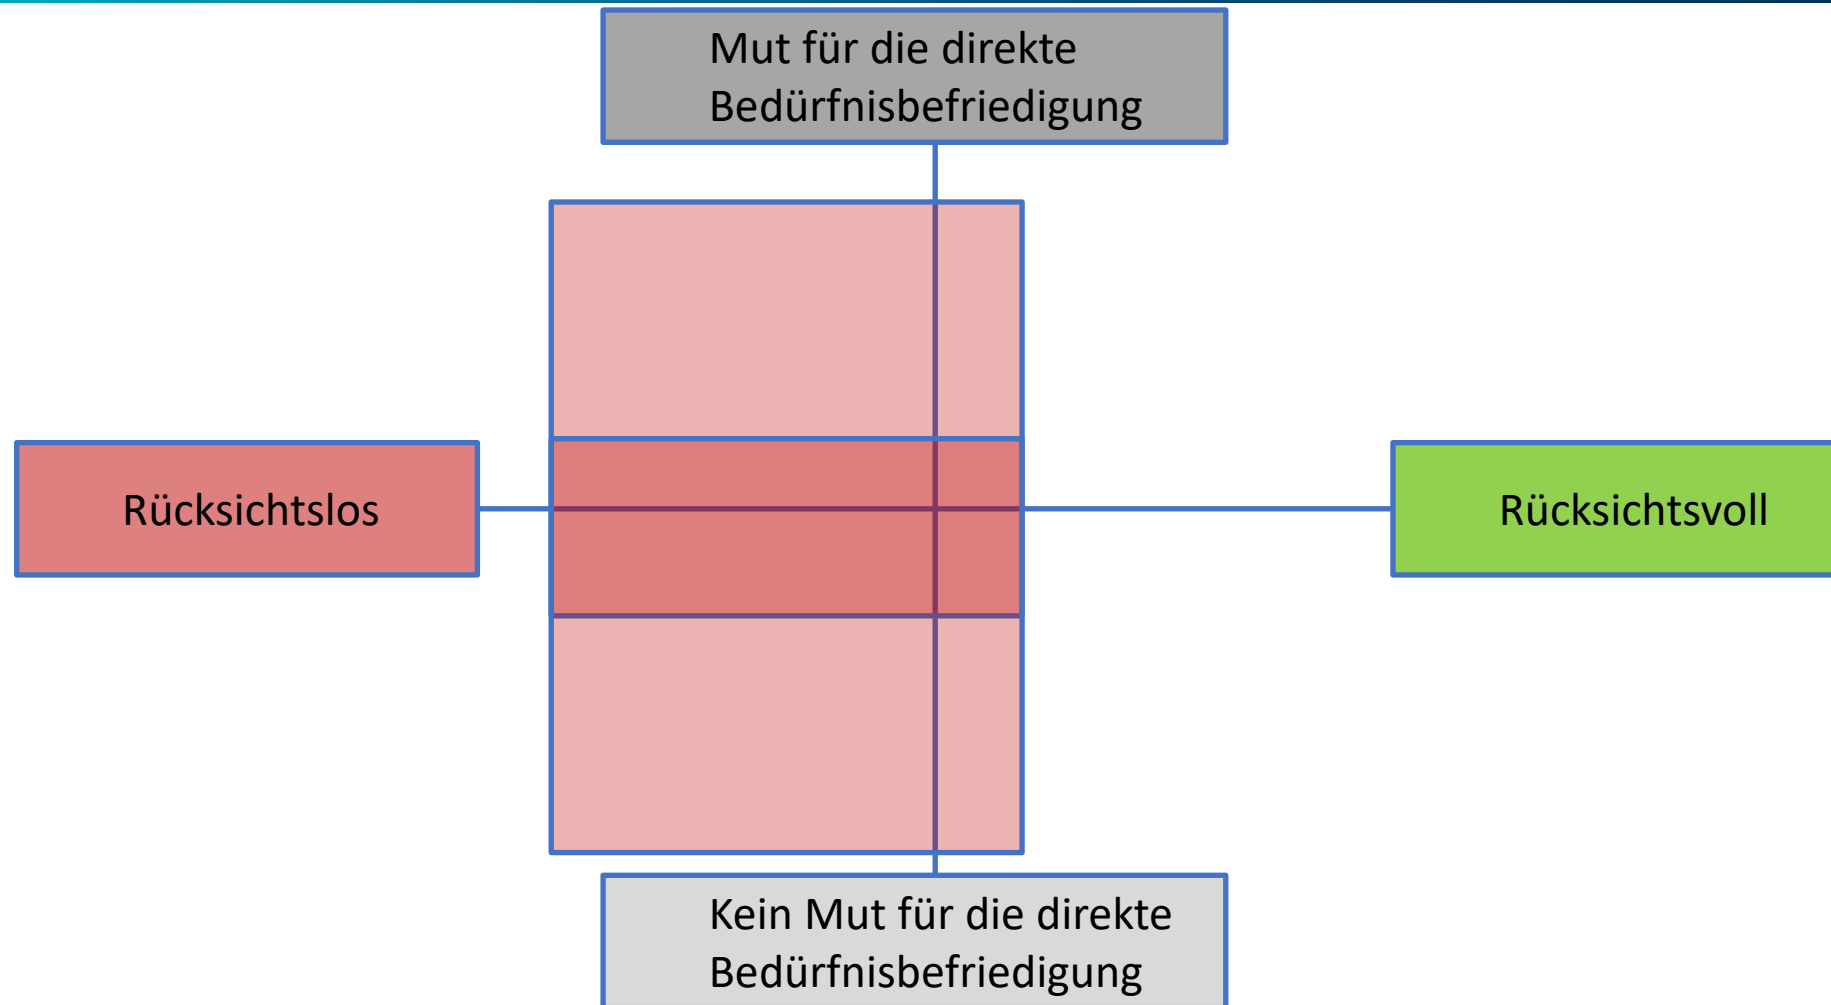 Mut für die direkte
Bedürfnisbefriedigung
Rücksichtslos
Rücksichtsvoll
Kein Mut für die direkte
Bedürfnisbefriedigung